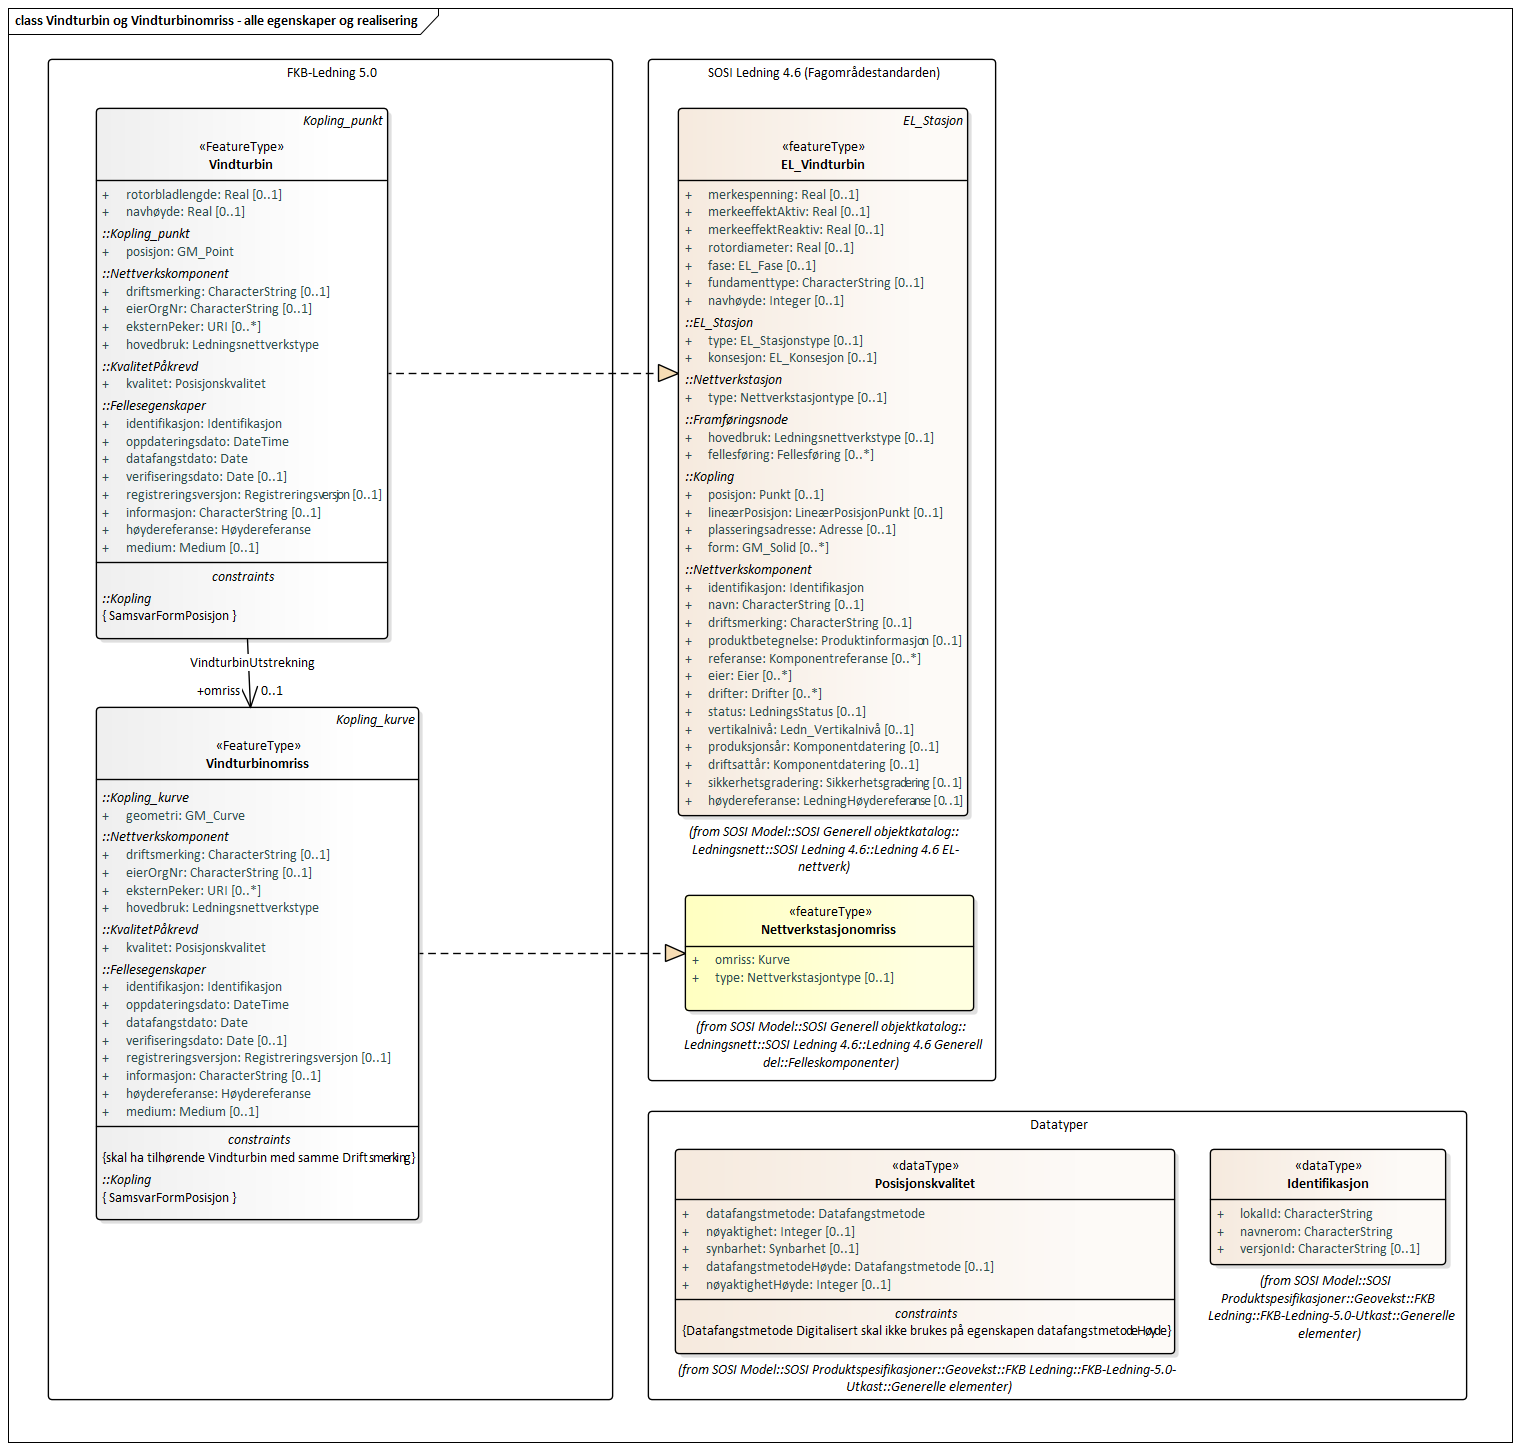 class Vindturbin og Vindturbinomriss - alle egenskaper og realisering
FKB-Ledning 5.0
Kopling_punkt
«FeatureType»
Vindturbin
+ rotorbladlengde: Real [0..1]
+ navhøyde: Real [0..1]
::Kopling_punkt
+ posisjon: GM_Point
::Nettverkskomponent
+ driftsmerking: CharacterString [0..1]
+ eierOrgNr: CharacterString [0..1]
+ eksternPeker: URI [0..*]
+ hovedbruk: Ledningsnettverkstype
::KvalitetPåkrevd
+ kvalitet: Posisjonskvalitet
::Fellesegenskaper
+ identifikasjon: Identifikasjon
+ oppdateringsdato: DateTime
+ datafangstdato: Date
+ verifiseringsdato: Date [0..1]
+ registreringsversjon: Registreringsversjon [0..1]
+ informasjon: CharacterString [0..1]
+ høydereferanse: Høydereferanse
+ medium: Medium [0..1]
constraints
::Kopling
{ SamsvarFormPosisjon }
VindturbinUtstrekning
+omriss 0..1
Kopling_kurve
«FeatureType»
Vindturbinomriss
::Kopling_kurve
+ geometri: GM_Curve
::Nettverkskomponent
+ driftsmerking: CharacterString [0..1]
+ eierOrgNr: CharacterString [0..1]
+ eksternPeker: URI [0..*]
+ hovedbruk: Ledningsnettverkstype
::KvalitetPåkrevd
+ kvalitet: Posisjonskvalitet
::Fellesegenskaper
+ identifikasjon: Identifikasjon
+ oppdateringsdato: DateTime
+ datafangstdato: Date
+ verifiseringsdato: Date [0..1]
+ registreringsversjon: Registreringsversjon [0..1]
+ informasjon: CharacterString [0..1]
+ høydereferanse: Høydereferanse
+ medium: Medium [0..1]
constraints
{skal ha tilhørende Vindturbin med samme Driftsmerking}
::Kopling
{ SamsvarFormPosisjon }
SOSI Ledning 4.6 (Fagområdestandarden)
EL_Stasjon
«featureType»
EL_Vindturbin
+ merkespenning: Real [0..1]
+ merkeeffektAktiv: Real [0..1]
+ merkeeffektReaktiv: Real [0..1]
+ rotordiameter: Real [0..1]
+ fase: EL_Fase [0..1]
+ fundamenttype: CharacterString [0..1]
+ navhøyde: Integer [0..1]
::EL_Stasjon
+ type: EL_Stasjonstype [0..1]
+ konsesjon: EL_Konsesjon [0..1]
::Nettverkstasjon
+ type: Nettverkstasjontype [0..1]
::Framføringsnode
+ hovedbruk: Ledningsnettverkstype [0..1]
+ fellesføring: Fellesføring [0..*]
::Kopling
+ posisjon: Punkt [0..1]
+ lineærPosisjon: LineærPosisjonPunkt [0..1]
+ plasseringsadresse: Adresse [0..1]
+ form: GM_Solid [0..*]
::Nettverkskomponent
+ identifikasjon: Identifikasjon
+ navn: CharacterString [0..1]
+ driftsmerking: CharacterString [0..1]
+ produktbetegnelse: Produktinformasjon [0..1]
+ referanse: Komponentreferanse [0..*]
+ eier: Eier [0..*]
+ drifter: Drifter [0..*]
+ status: LedningsStatus [0..1]
+ vertikalnivå: Ledn_Vertikalnivå [0..1]
+ produksjonsår: Komponentdatering [0..1]
+ driftsattår: Komponentdatering [0..1]
+ sikkerhetsgradering: Sikkerhetsgradering [0..1]
+ høydereferanse: LedningHøydereferanse [0..1]
(from SOSI Model::SOSI Generell objektkatalog::
Ledningsnett::SOSI Ledning 4.6::Ledning 4.6 EL-
nettverk)
«featureType»
Nettverkstasjonomriss
+ omriss: Kurve
+ type: Nettverkstasjontype [0..1]
(from SOSI Model::SOSI Generell objektkatalog::
Ledningsnett::SOSI Ledning 4.6::Ledning 4.6 Generell
del::Felleskomponenter)
Datatyper
«dataType»
Posisjonskvalitet
+ datafangstmetode: Datafangstmetode
+ nøyaktighet: Integer [0..1]
+ synbarhet: Synbarhet [0..1]
+ datafangstmetodeHøyde: Datafangstmetode [0..1]
+ nøyaktighetHøyde: Integer [0..1]
constraints
{Datafangstmetode Digitalisert skal ikke brukes på egenskapen datafangstmetodeHøyde}
(from SOSI Model::SOSI Produktspesifikasjoner::Geovekst::FKB Ledning::FKB-Ledning-5.0-
Utkast::Generelle elementer)
«dataType»
Identifikasjon
+ lokalId: CharacterString
+ navnerom: CharacterString
+ versjonId: CharacterString [0..1]
(from SOSI Model::SOSI
Produktspesifikasjoner::Geovekst::FKB
Ledning::FKB-Ledning-5.0-Utkast::Generelle
elementer)